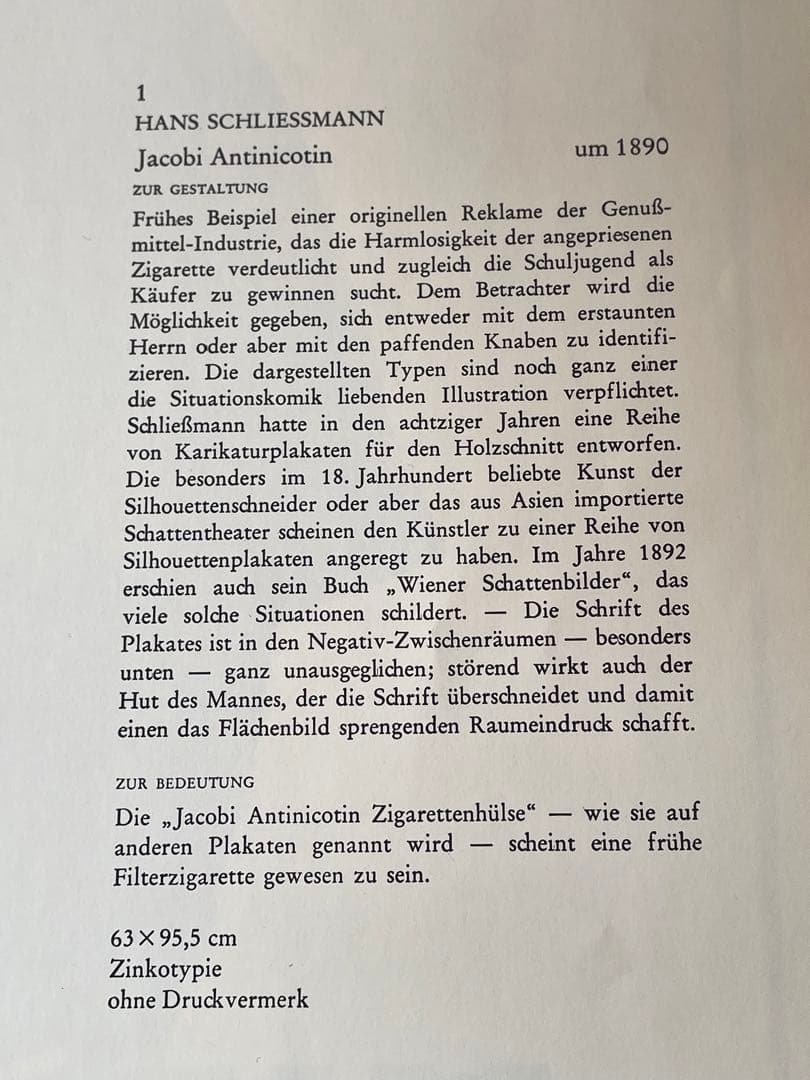 1
HANS SCHLIESSMANN
Jacobi Antinicotin um 1890
ZUR GESTALTUNG
Frühes Beispiel einer originellen Reklame der Genuß-
mittel-Industrie, das die Harmlosigkeit der angepriesenen
Zigarette verdeutlicht und zugleich die Schuljugend als
Käufer zu gewinnen sucht. Dem Betrachter wird die
Möglichkeit gegeben, sich entweder mit dem erstaunten
Herrn oder aber mit den paffenden Knaben zu identifi-
zieren. Die dargestellten Typen sind noch ganz einer
die Situationskomik liebenden Illustration verpflichtet.
Schließmann hatte in den achtziger Jahren eine Reihe
von Karikaturplakaten für den Holzschnitt entworfen.
Die besonders im 18. Jahrhundert beliebte Kunst der
Silhouettenschneider oder aber das aus Asien importierte
Schattentheater scheinen den Künstler zu einer Reihe von
Silhouettenplakaten angeregt zu haben. Im Jahre 1892
erschien auch sein Buch „Wiener Schattenbilder“, das
viele solche Situationen schildert. — Die Schrift des
Plakates ist in den Negativ-Zwischenräumen — besonders
unten — ganz unausgeglichen; störend wirkt auch der
Hut des Mannes, der die Schrift überschneidet und damit
einen das Flächenbild sprengenden Raumeindruck schafft.
ZUR BEDEUTUNG
Die „Jacobi Antinicotin Zigarettenhülse“ — wie sie auf
anderen Plakaten genannt wird — scheint eine frühe
Filterzigarette gewesen zu sein.
63 × 95,5 cm
Zinkotypie
ohne Druckvermerk